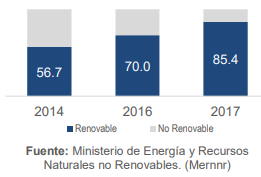 56.7 70.0 85.4
2014 2016 2017
Renovable No Renovable
Fuente: Ministerio de Energía y Recursos
Naturales no Renovables. (Mernnr)